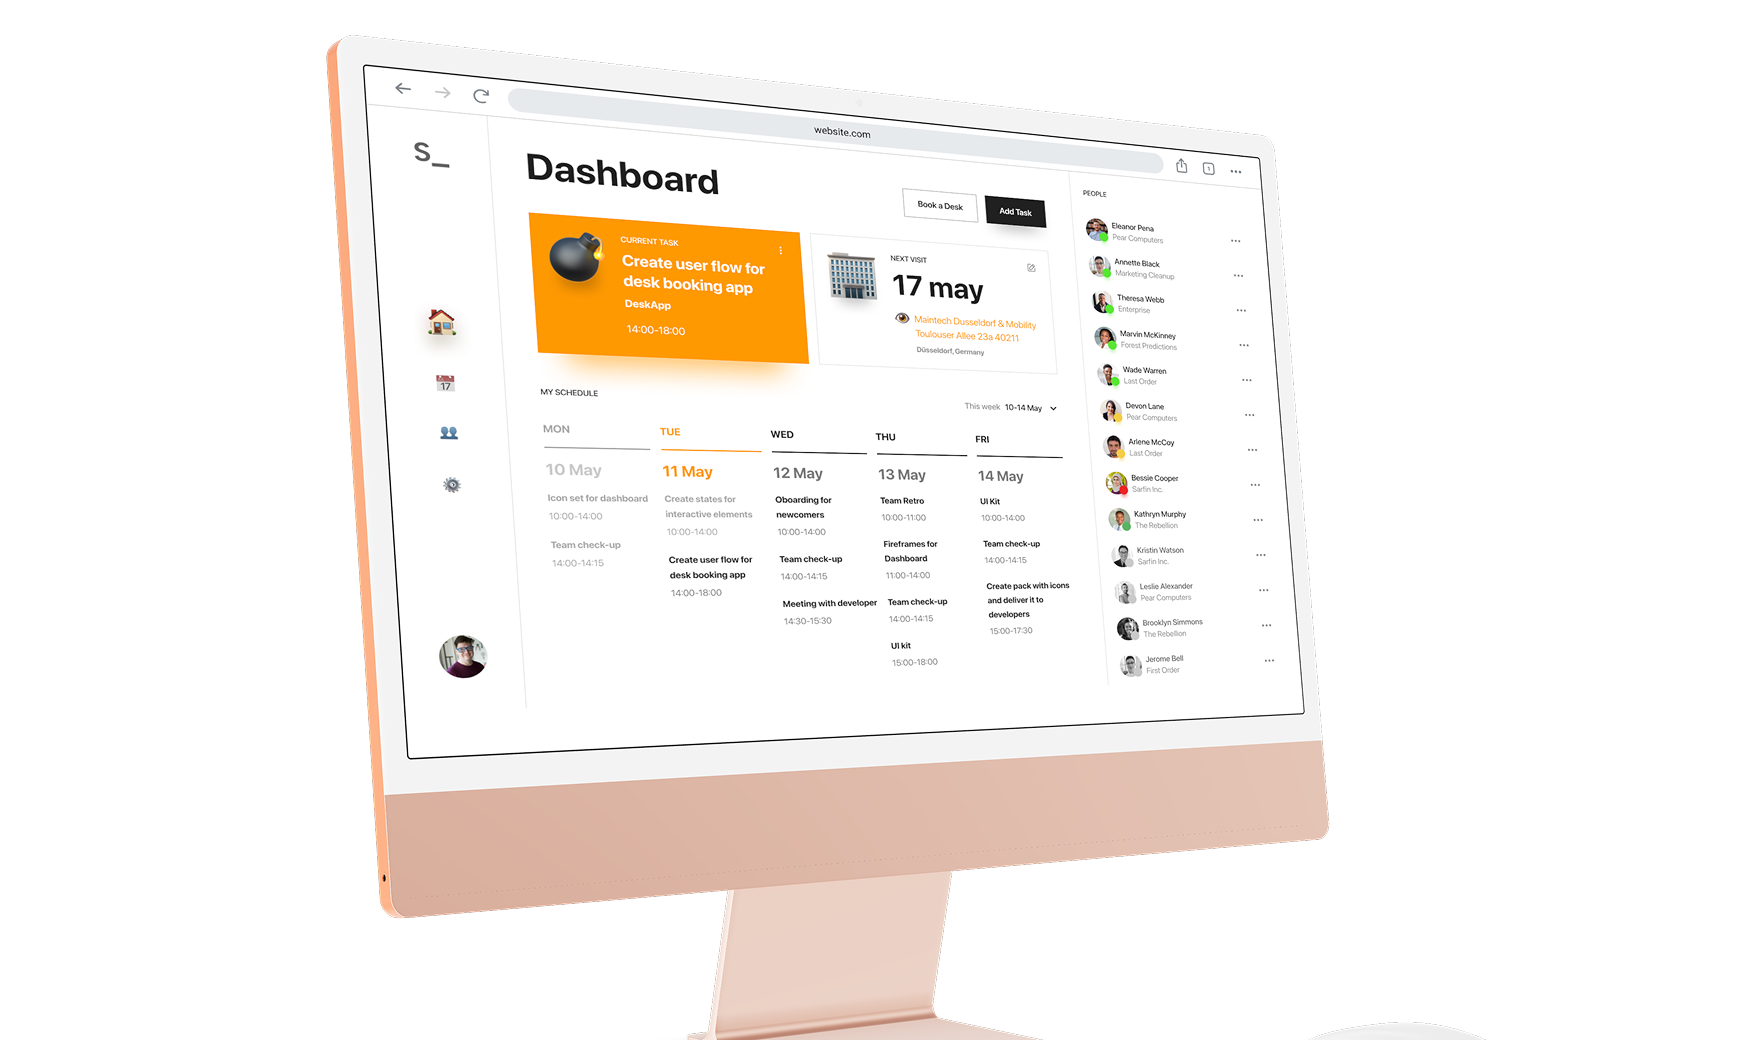 website.com
S_
Dashboard
Book a Desk
Add Task
CURRENT TASK
Create user flow for
desk booking app
DeskApp
14:00-18:00
NEXT VISIT
17 may
Maintech Dusseldorf & Mobility
Toulouser Allee 23a 40211
Düsseldorf, Germany
17
MY SCHEDULE
This week 10-14 May
MON
10 May
Icon set for dashboard
10:00-14:00
Team check-up
14:00-14:15
TUE
11 May
Create states for
interactive elements
10:00-14:00
Create user flow for
desk booking app
14:00-18:00
WED
12 May
Oboarding for
newcomers
10:00-14:00
Team check-up
14:00-14:15
Meeting with developer
14:30-15:30
THU
13 May
Team Retro
10:00-11:00
Fireframes for
Dashboard
11:00-14:00
Team check-up
14:00-14:15
UI kit
15:00-18:00
FRI
14 May
UI Kit
10:00-14:00
Team check-up
14:00-14:15
Create pack with icons
and deliver it to
developers
15:00-17:30
PEOPLE
Eleanor Pena
Pear Computers
Annette Black
Marketing Cleanup
Theresa Webb
Enterprise
Marvin McKinney
Forest Predictions
Wade Warren
Last Order
Devon Lane
Pear Computers
Arlene McCoy
Last Order
Bessie Cooper
Sarfin Inc.
Kathryn Murphy
The Rebellion
Kristin Watson
Sarfin Inc.
Leslie Alexander
Pear Computers
Brooklyn Simmons
The Rebellion
Jerome Bell
First Order